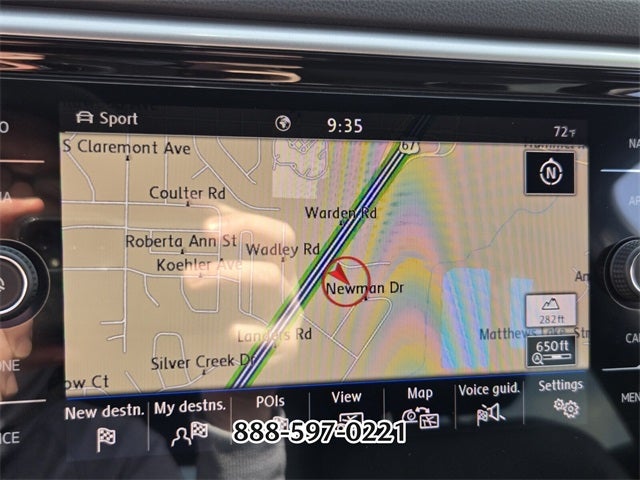 Sport
9:35
72°F
S Claremont Ave
67
N
Coulter Rd
Warden Rd
Roberta Ann St
Wadley Rd
Koehler Ave
Newman Dr
282ft
Landers Rd
Matthews Lake
650ft
Silver Creek Dr
ow Ct
New destn.
My destns.
POIs
View
Map
Voice guid.
Settings
888-597-0221